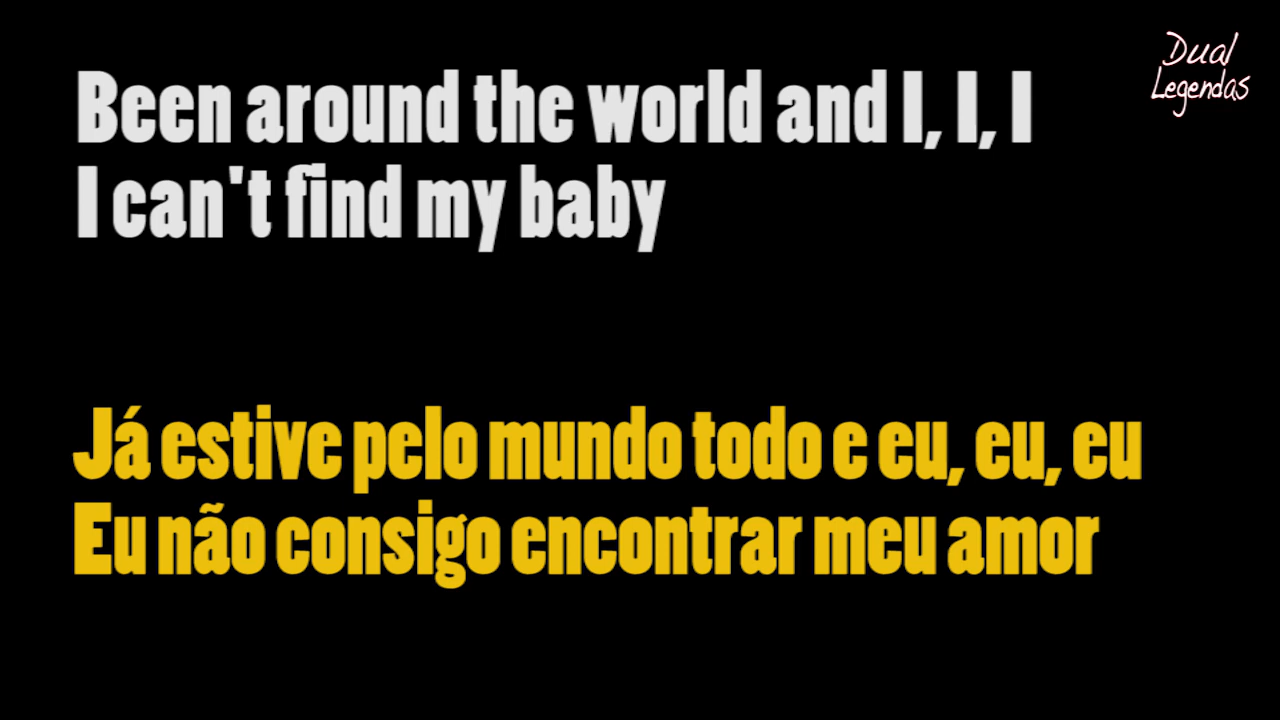 Dual
Legendas
Been around the world and I, I, I
I can't find my baby
Já estive pelo mundo todo e eu, eu, eu
Eu não consigo encontrar meu amor